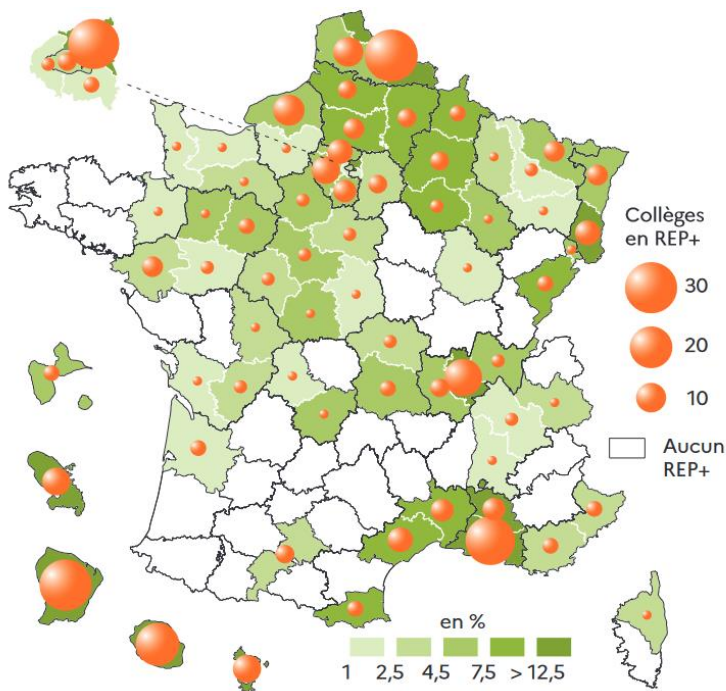 Collèges
en REP+
30
20
10
Aucun
REP+
en %
1 2,5 4,5 7,5 > 12,5